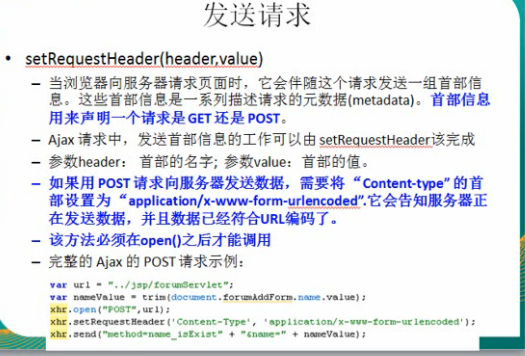 发送请求
• setRequestHeader(header,value)
– 当浏览器向服务器请求页面时，它会伴随这个请求发送一组首部信
息。这些首部信息是一系列描述请求的元数据(metadata)。首部信息
用来声明一个请求是GET还是POST。
– Ajax 请求中，发送首部信息的工作可以由 setRequestHeader该完成
– 参数header： 首部的名字; 参数value：首部的值。
– 如果用 POST 请求向服务器发送数据，需要将 “Content-type” 的首
部设置为 “application/x-www-form-urlencoded”.它会告知服务器正
在发送数据，并且数据已经符合URL编码了。
– 该方法必须在open()之后才能调用
– 完整的 Ajax 的 POST 请求示例：
var url = "../jsp/forumServlet";
var nameValue = trim(document.forumAddForm.name.value);
xhr.open("POST",url);
xhr.setRequestHeader('Content-Type', 'application/x-www-form-urlencoded');
xhr.send("method=name_isExist" + "&name=" + nameValue);